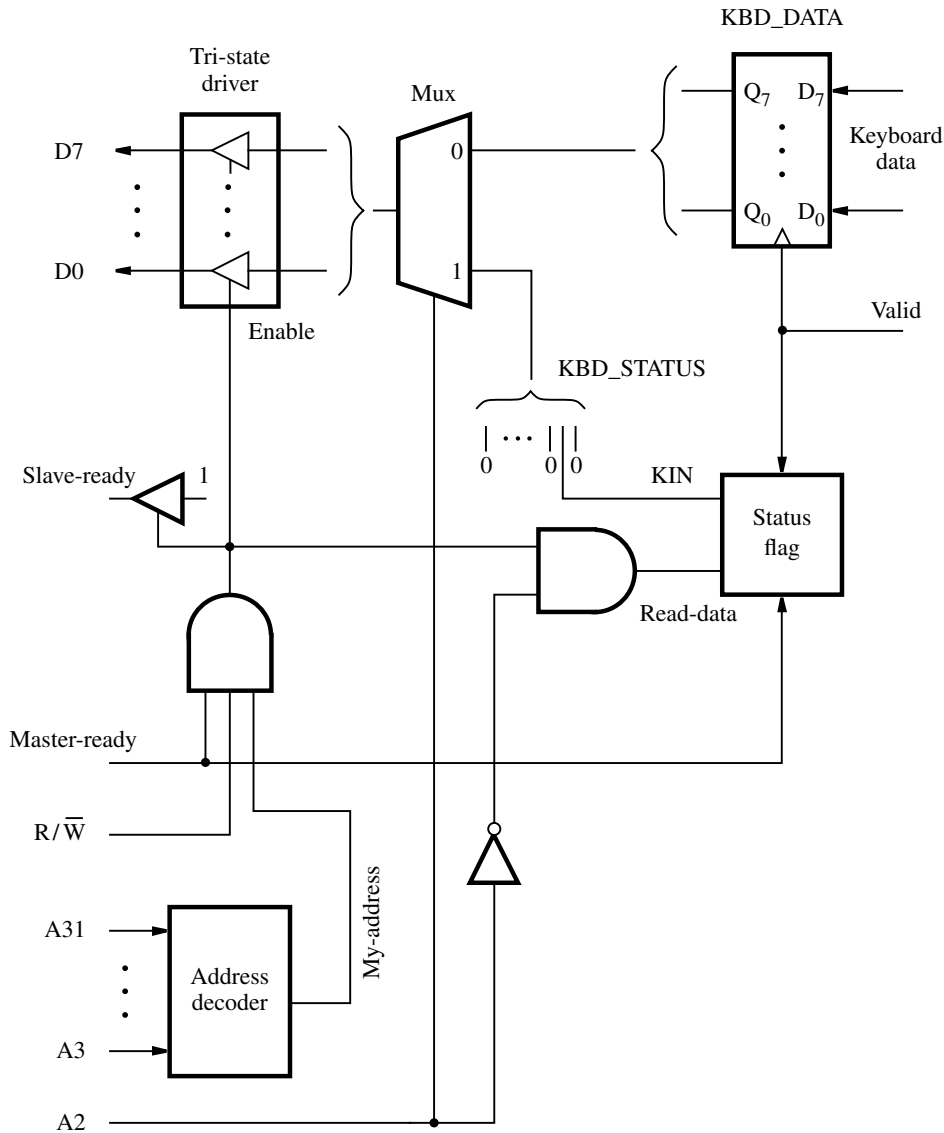 KBD_DATA
Tri-state
driver
Mux
Q7 D7
Keyboard
data
Q0 D0
D7
D0
0
1
Enable
Valid
KBD_STATUS
0 0 0
KIN
Slave-ready
1
Status
flag
Read-data
Master-ready
R/W̅
My-address
A31
Address
decoder
A3
A2